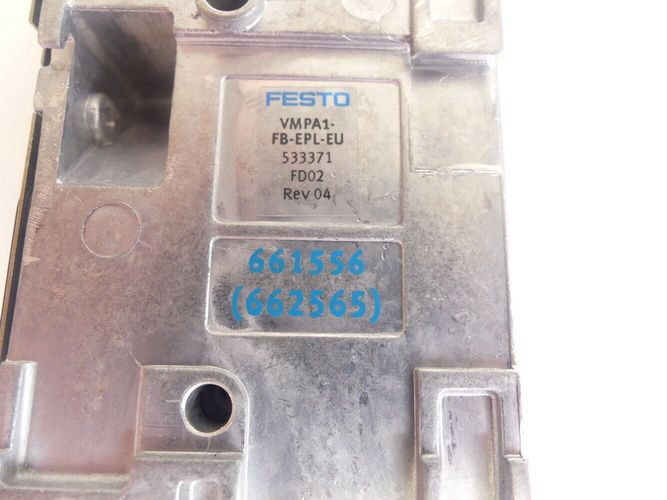 FESTO
VMPA1-
FB-EPL-EU
533371
FD02
Rev 04
661556
(662565)